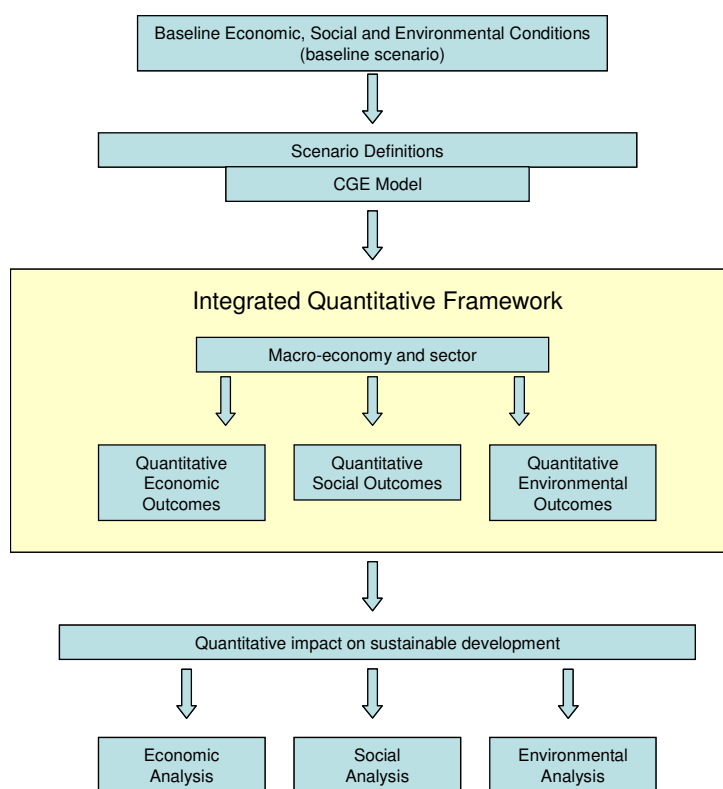 Baseline Economic, Social and Environmental Conditions
(baseline scenario)
Scenario Definitions
CGE Model
Integrated Quantitative Framework
Macro-economy and sector
Quantitative
Economic
Outcomes
Quantitative
Social Outcomes
Quantitative
Environmental
Outcomes
Quantitative impact on sustainable development
Economic
Analysis
Social
Analysis
Environmental
Analysis